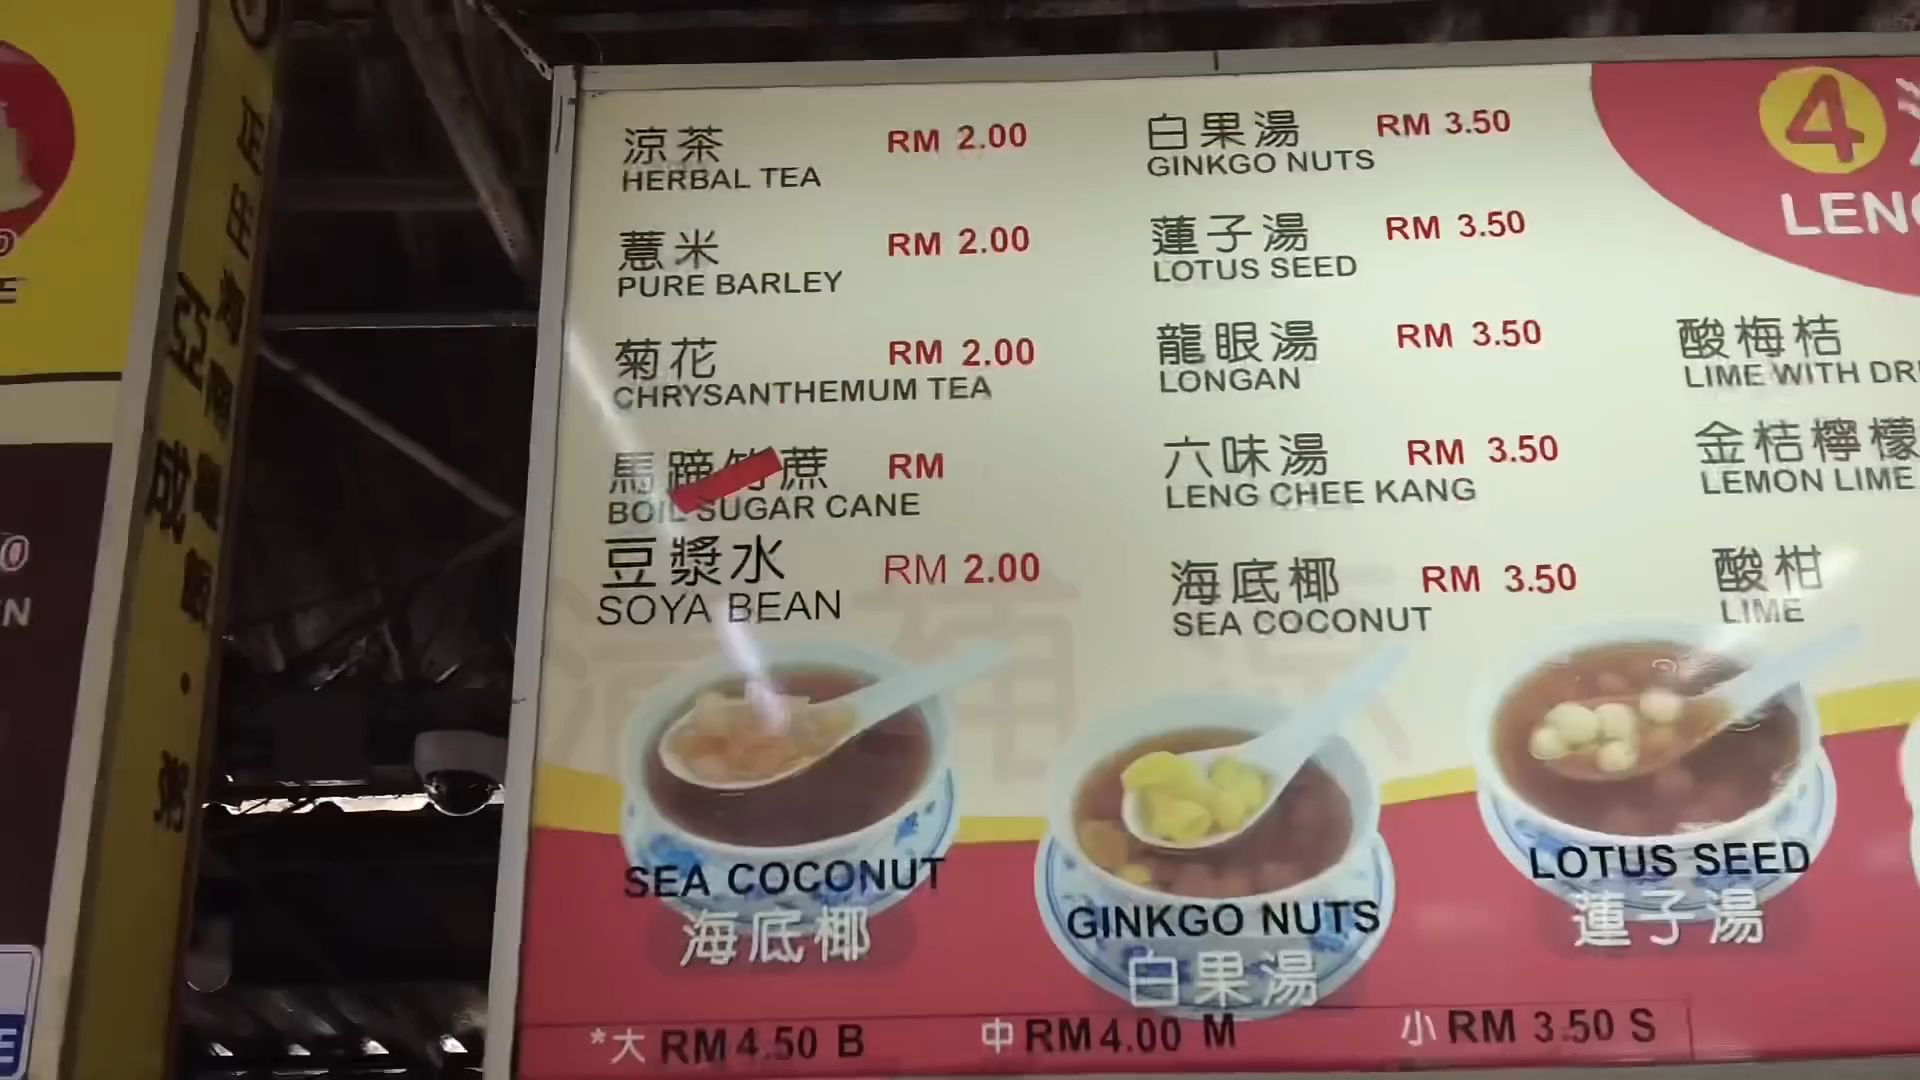 涼茶 RM 2.00
HERBAL TEA
薏米 RM 2.00
PURE BARLEY
菊花 RM 2.00
CHRYSANTHEMUM TEA
馬蹄竹蔗 RM
BOIL SUGAR CANE
豆漿水 RM 2.00
SOYA BEAN
白果湯 RM 3.50
GINKGO NUTS
蓮子湯 RM 3.50
LOTUS SEED
龍眼湯 RM 3.50
LONGAN
六味湯 RM 3.50
LENG CHEE KANG
海底椰 RM 3.50
SEA COCONUT
4
LENG
酸梅桔
LIME WITH DR
金桔檸檬
LEMON LIME
酸柑
LIME
SEA COCONUT
海底椰
GINKGO NUTS
白果湯
LOTUS SEED
蓮子湯
*大 RM 4.50 B 中 RM 4.00 M 小 RM 3.50 S